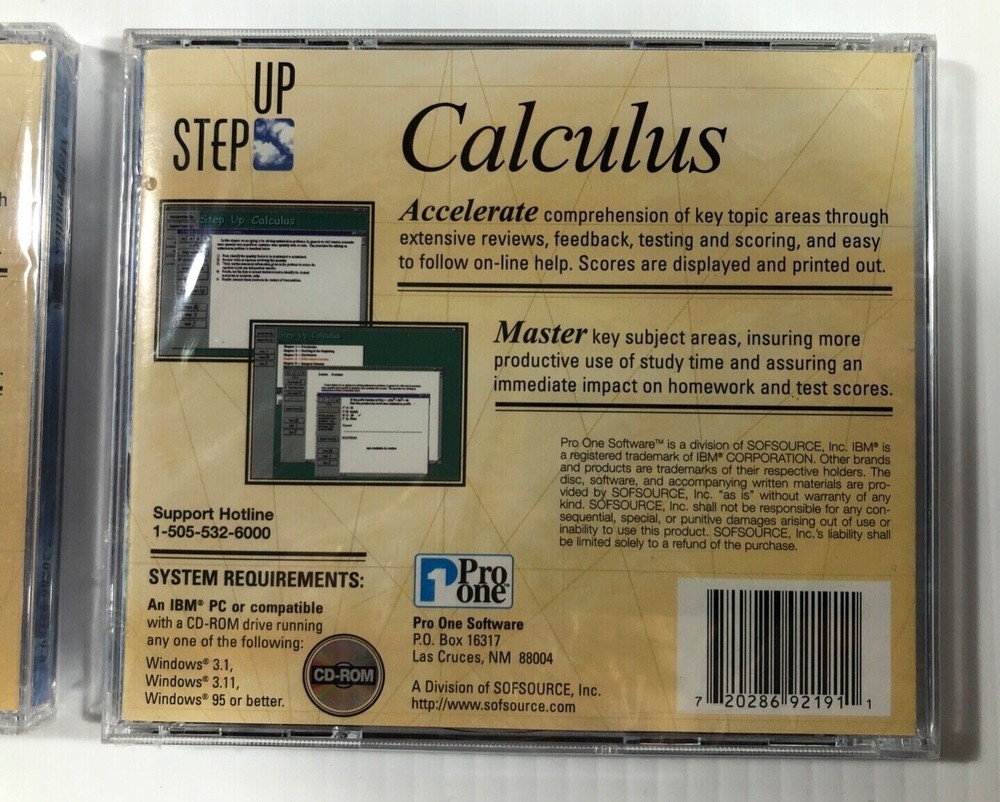 UP
STEP
Calculus
Step-Up Calculus
Step-Up Calculus
Accelerate comprehension of key topic areas through
extensive reviews, feedback, testing and scoring, and easy
to follow on-line help. Scores are displayed and printed out.
Master key subject areas, insuring more
productive use of study time and assuring an
immediate impact on homework and test scores.
Pro One Software™ is a division of SOFSOURCE, Inc. IBM® is
a registered trademark of IBM® CORPORATION. Other brands
and products are trademarks of their respective holders. The
disc, software, and accompanying written materials are pro-
vided by SOFSOURCE, Inc. "as is" without warranty of any
kind. SOFSOURCE, Inc. shall not be responsible for any con-
sequential, special, or punitive damages arising out of use or
inability to use this product. SOFSOURCE, Inc.'s liability shall
be limited solely to a refund of the purchase.
Support Hotline
1-505-532-6000
SYSTEM REQUIREMENTS:
An IBM® PC or compatible
with a CD-ROM drive running
any one of the following:
Windows® 3.1,
Windows® 3.11,
Windows® 95 or better.
CD-ROM
1 Pro
one™
Pro One Software
P.O. Box 16317
Las Cruces, NM 88004
A Division of SOFSOURCE, Inc.
http://www.sofsource.com
7 20286 92191 1